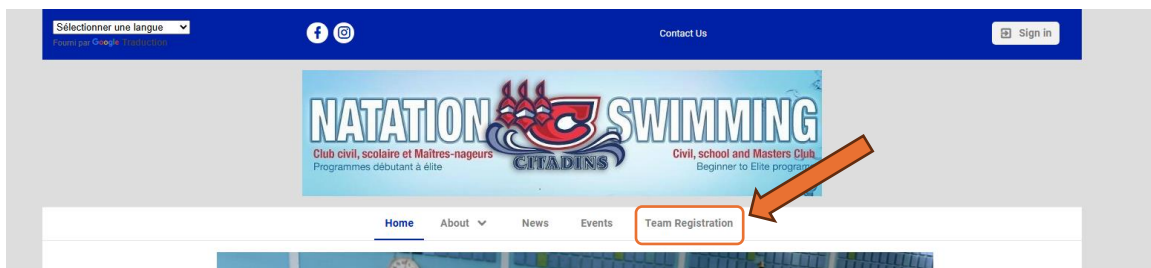 Sélectionner une langue
Fourni par Google Traduction
Contact Us
Sign in
NATATION C SWIMMING
Club civil, scolaire et Maîtres-nageurs
Programmes débutant à élite
CITADINS
Civil, school and Masters Club
Beginner to Elite program
Home About News Events Team Registration